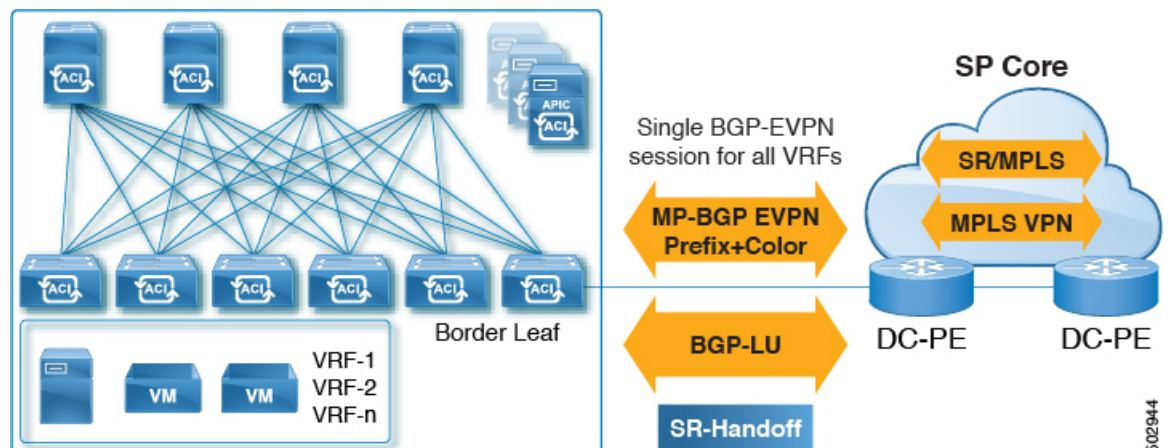 ACI
ACI
ACI
ACI
APIC
ACI
ACI
ACI
ACI
ACI
ACI
ACI
Border Leaf
VM
VM
VRF-1
VRF-2
VRF-n
Single BGP-EVPN
session for all VRFs
MP-BGP EVPN
Prefix+Color
BGP-LU
SR-Handoff
SP Core
SR/MPLS
MPLS VPN
DC-PE
DC-PE